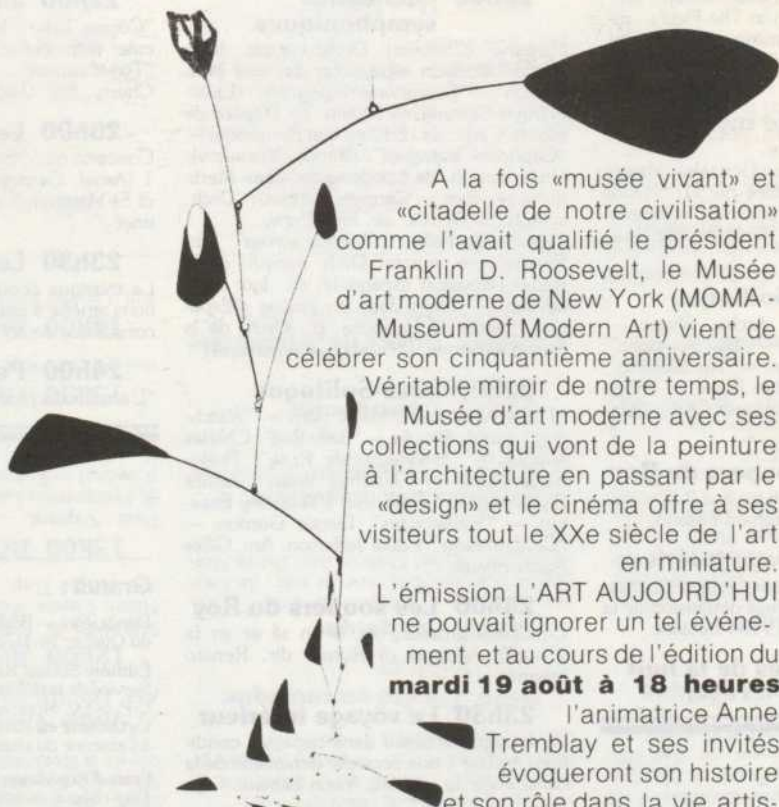 A la fois «musée vivant» et
«citadelle de notre civilisation»
comme l'avait qualifié le président
Franklin D. Roosevelt, le Musée
d'art moderne de New York (MOMA -
Museum Of Modern Art) vient de
célébrer son cinquantième anniversaire.
Véritable miroir de notre temps, le
Musée d'art moderne avec ses
collections qui vont de la peinture
à l'architecture en passant par le
«design» et le cinéma offre à ses
visiteurs tout le XXe siècle de l'art
en miniature.
L'émission L'ART AUJOURD'HUI
ne pouvait ignorer un tel événe-
ment et au cours de l'édition du
mardi 19 août à 18 heures
l'animatrice Anne
Tremblay et ses invités
évoqueront son histoire
et son rôle dans la vie artis-